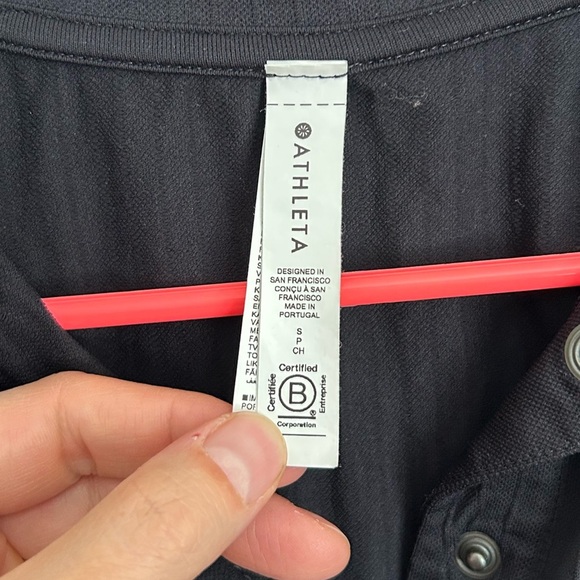 ATHLETA
DESIGNED IN
SAN FRANCISCO
CONÇU À SAN
FRANCISCO
MADE IN
PORTUGAL
S
P
CH
Certified
Certifiée
B
Entreprise
Corporation